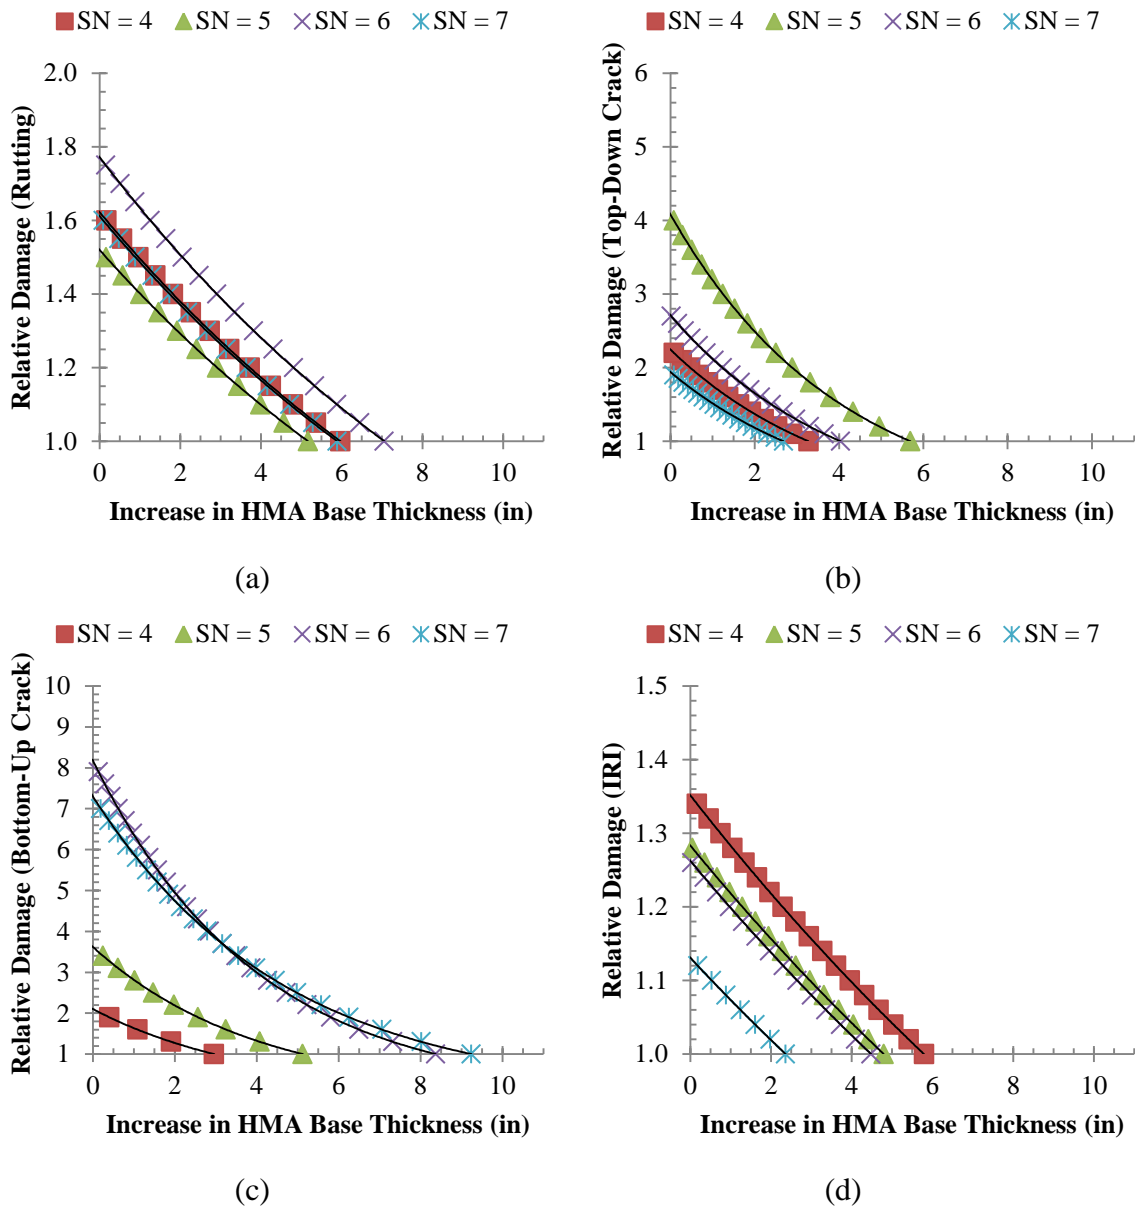 SN = 4 SN = 5 SN = 6 SN = 7
Relative Damage (Rutting)
2.0
1.8
1.6
1.4
1.2
1.0
0 2 4 6 8 10
Increase in HMA Base Thickness (in)
(a)
SN = 4 SN = 5 SN = 6 SN = 7
Relative Damage (Top-Down Crack)
6
5
4
3
2
1
0 2 4 6 8 10
Increase in HMA Base Thickness (in)
(b)
SN = 4 SN = 5 SN = 6 SN = 7
Relative Damage (Bottom-Up Crack)
10
9
8
7
6
5
4
3
2
1
0 2 4 6 8 10
Increase in HMA Base Thickness (in)
(c)
SN = 4 SN = 5 SN = 6 SN = 7
Relative Damage (IRI)
1.5
1.4
1.3
1.2
1.1
1.0
0 2 4 6 8 10
Increase in HMA Base Thickness (in)
(d)